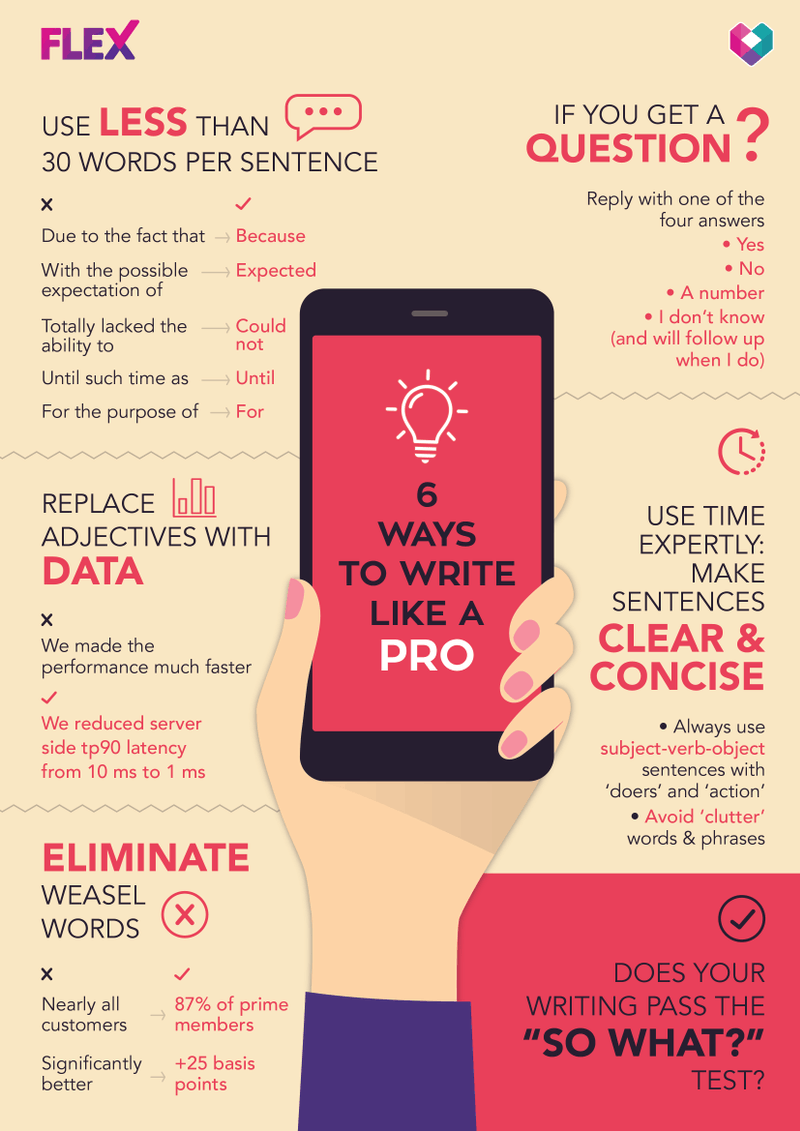 FLEX
USE LESS THAN
30 WORDS PER SENTENCE
Due to the fact that → Because
With the possible → Expected
expectation of
Totally lacked the → Could
ability to not
Until such time as → Until
For the purpose of → For
REPLACE
ADJECTIVES WITH
DATA
We made the
performance much faster
We reduced server
side tp90 latency
from 10 ms to 1 ms
ELIMINATE
WEASEL
WORDS
Nearly all → 87% of prime
customers members
Significantly → +25 basis
better points
6
WAYS
TO WRITE
LIKE A
PRO
IF YOU GET A
QUESTION?
Reply with one of the
four answers
• Yes
• No
• A number
• I don't know
(and will follow up
when I do)
USE TIME
EXPERTLY:
MAKE
SENTENCES
CLEAR &
CONCISE
• Always use
subject-verb-object
sentences with
'doers' and 'action'
• Avoid 'clutter'
words & phrases
DOES YOUR
WRITING PASS THE
"SO WHAT?"
TEST?